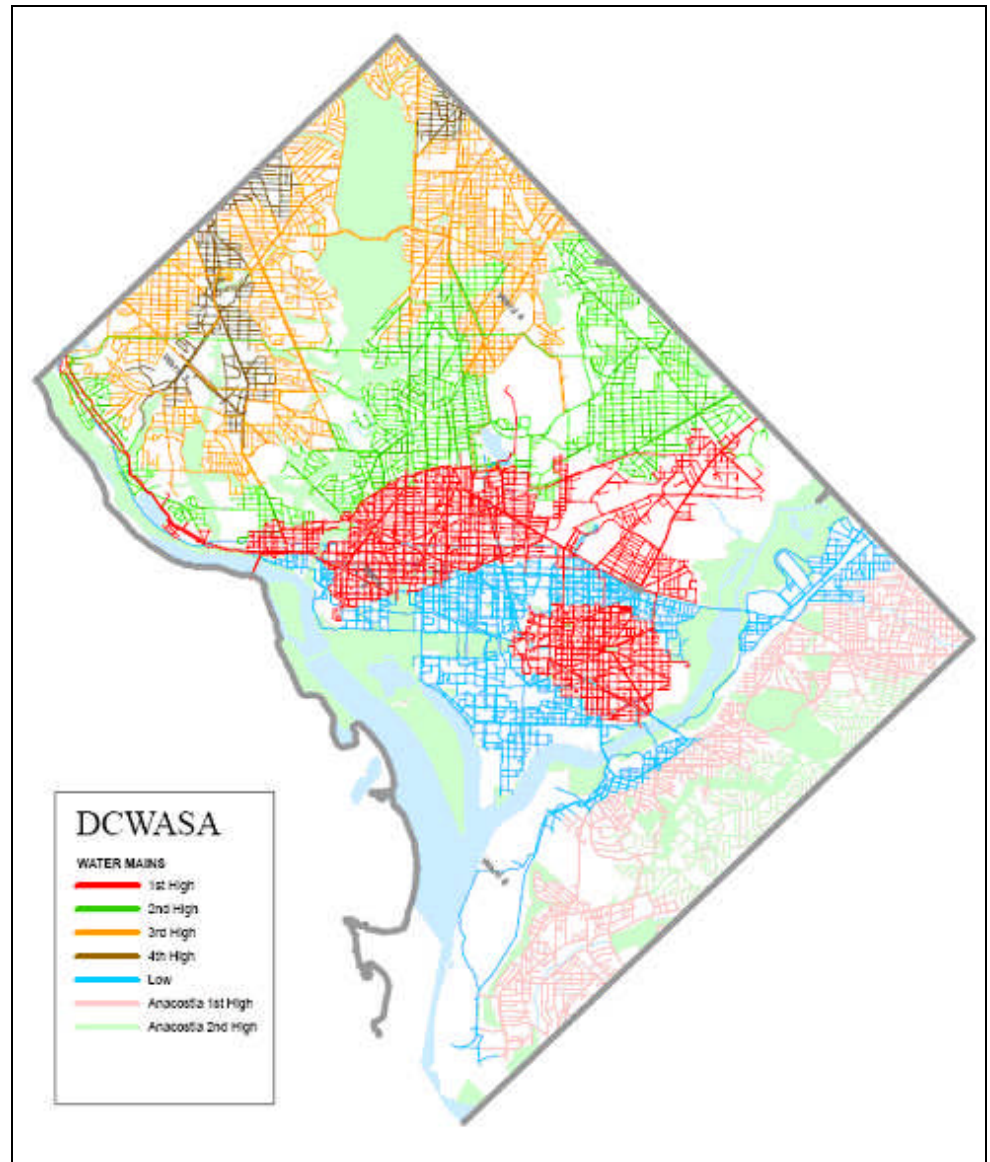 DCWASA
WATER MAINS
1st High
2nd High
3rd High
4th High
Low
Anacostia 1st High
Anacostia 2nd High